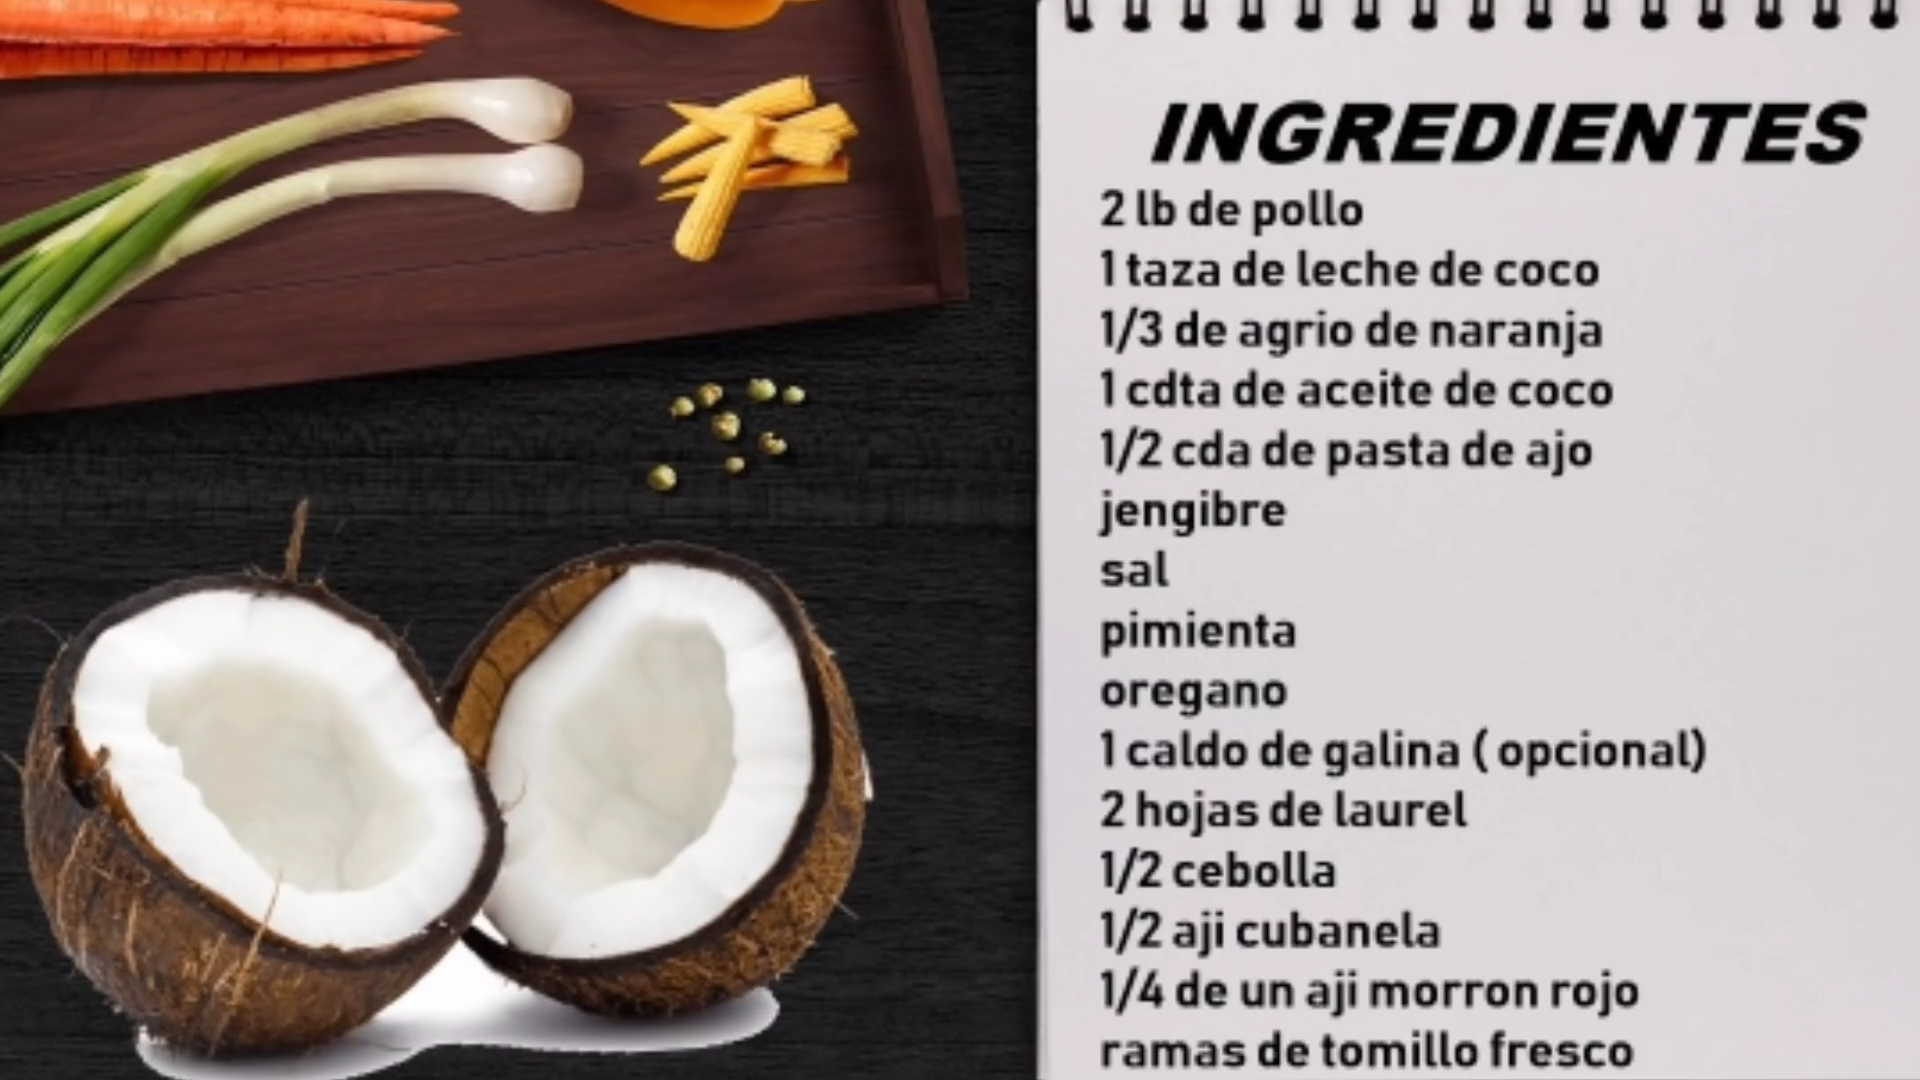 INGREDIENTES
2 lb de pollo
1 taza de leche de coco
1/3 de agrio de naranja
1 cdta de aceite de coco
1/2 cda de pasta de ajo
jengibre
sal
pimienta
oregano
1 caldo de galina ( opcional)
2 hojas de laurel
1/2 cebolla
1/2 aji cubanela
1/4 de un aji morron rojo
ramas de tomillo fresco